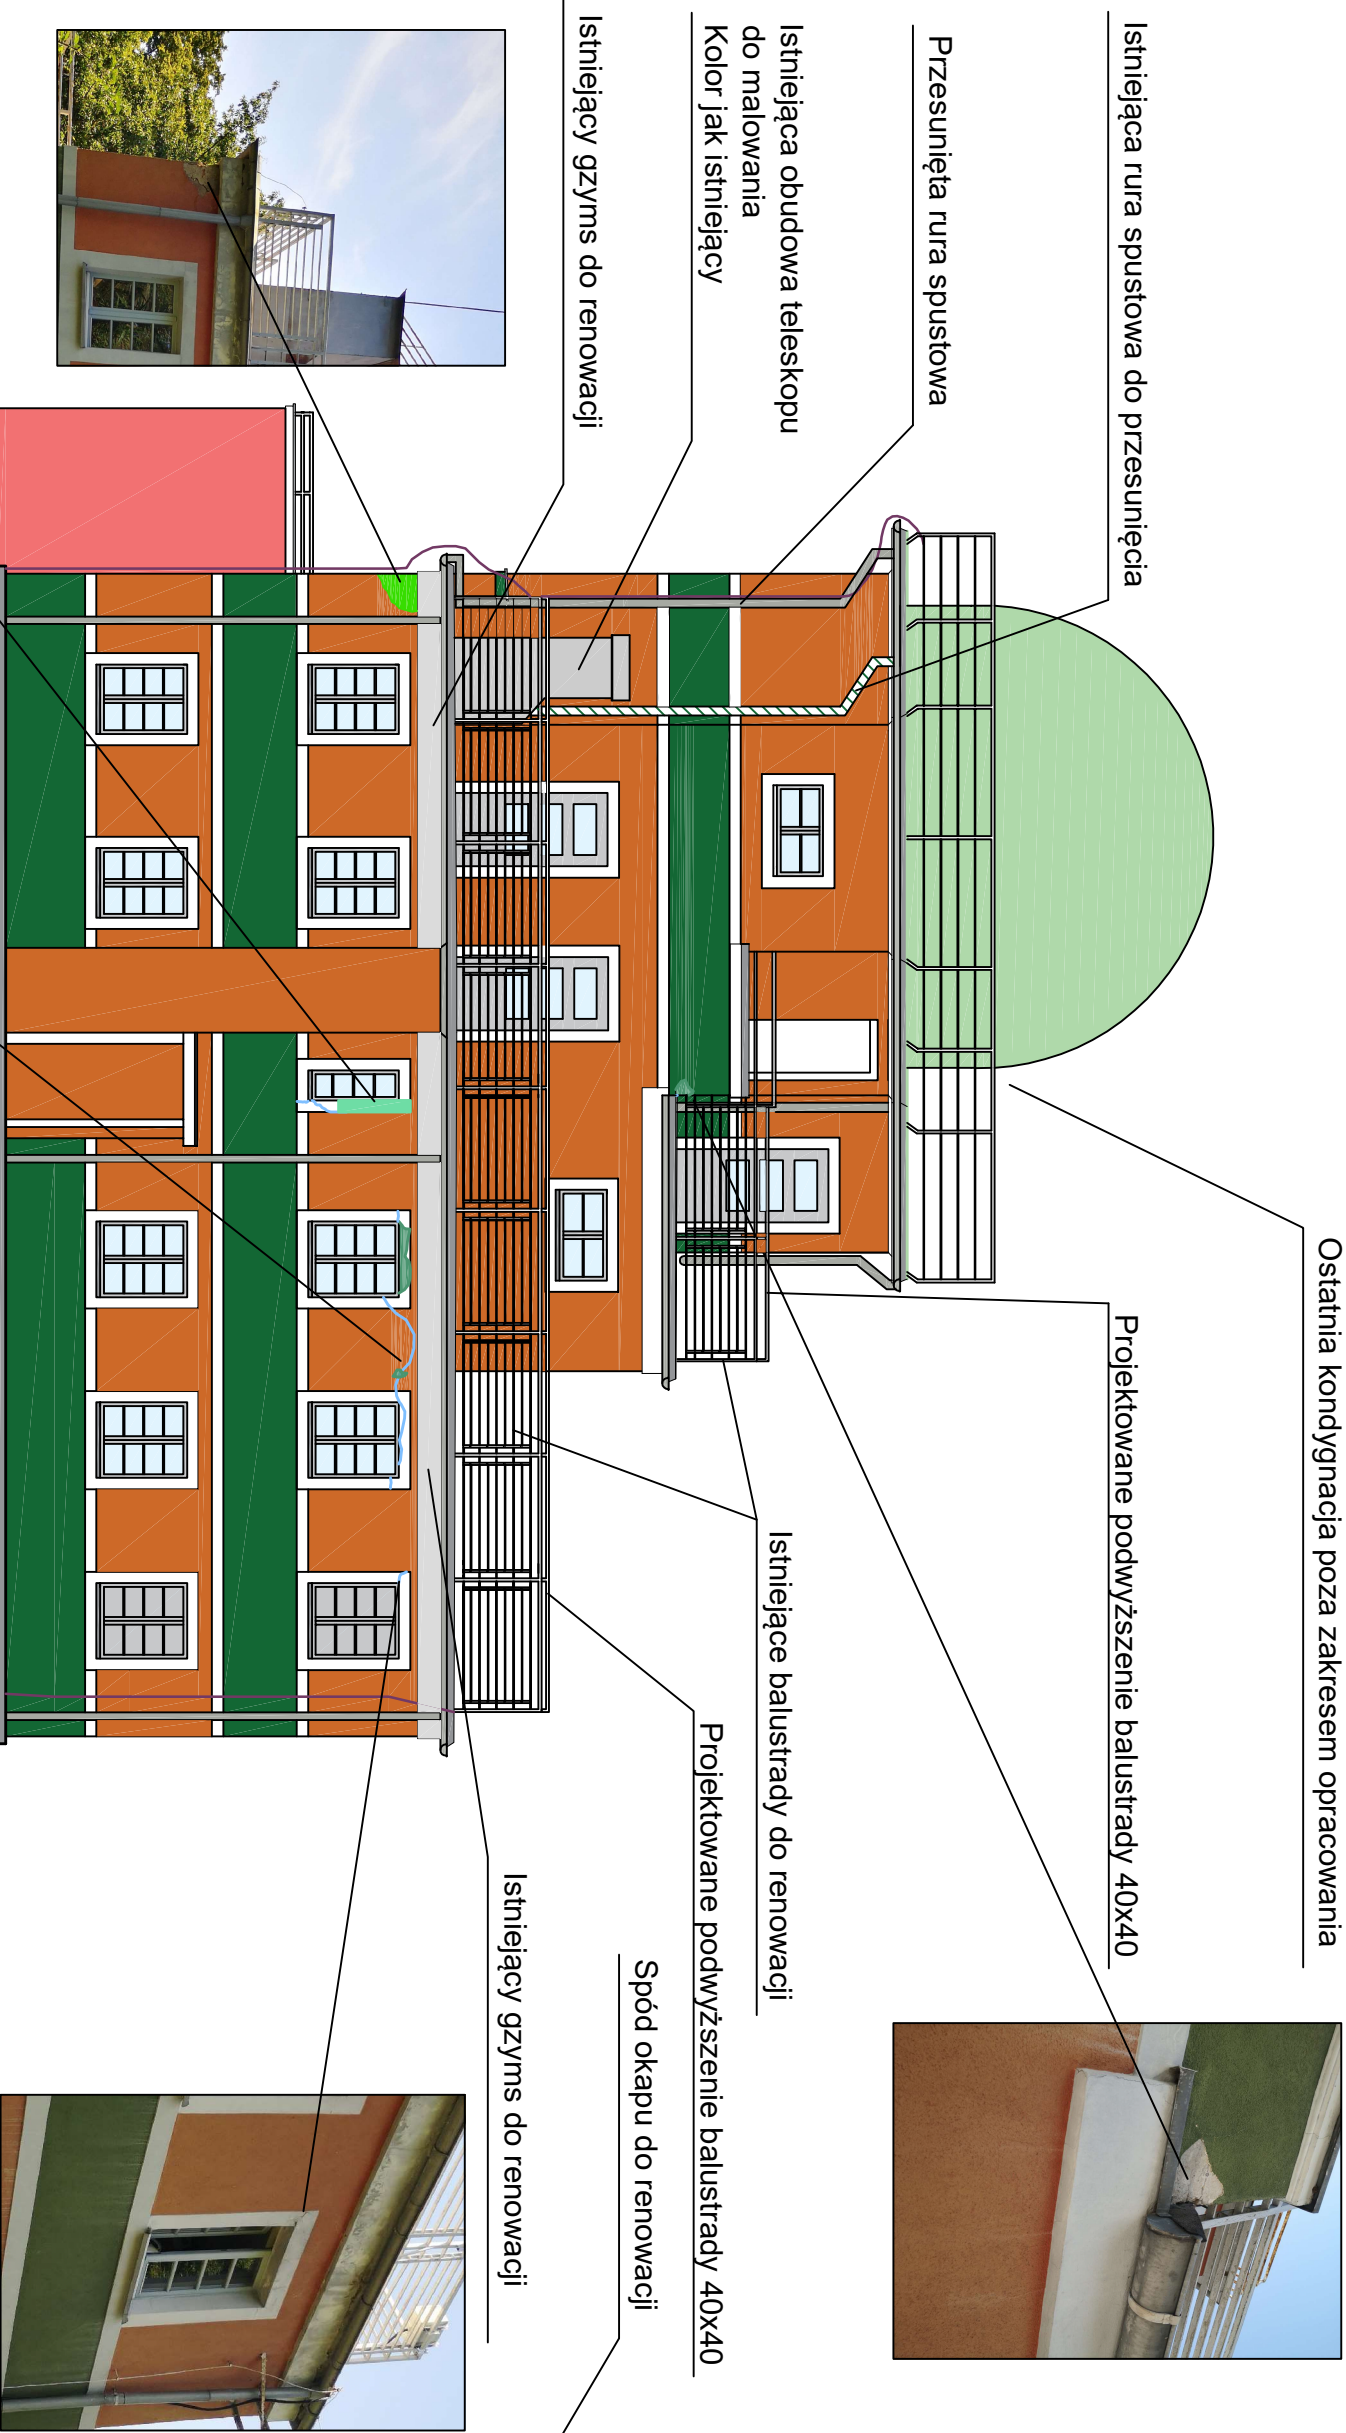 Istniejąca rura spustowa do przesunięcia
Przesunięta rura spustowa
Istniejąca obudowa teleskopu
do malowania
Kolor jak istniejący
Istniejący gzyms do renowacji
Ostatnia kondygnacja poza zakresem opracowania
Projektowane podwyższenie balustrady 40x40
Istniejące balustrady do renowacji
Projektowane podwyższenie balustrady 40x40
Spód okapu do renowacji
Istniejący gzyms do renowacji